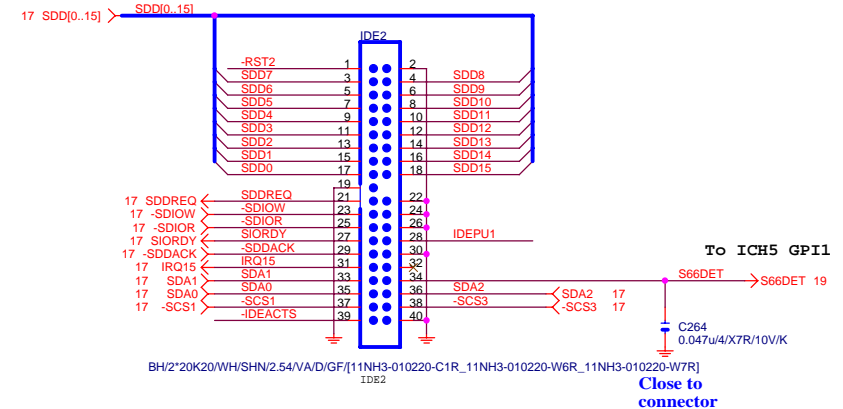 17 SDD[0..15] SDD[0..15]
IDE2
-RST2 1 2
SDD7 3 4 SDD8
SDD6 5 6 SDD9
SDD5 7 8 SDD10
SDD4 9 10 SDD11
SDD3 11 12 SDD12
SDD2 13 14 SDD13
SDD1 15 16 SDD14
SDD0 17 18 SDD15
19
17 SDDREQ SDDREQ 21 22
17 -SDIOW -SDIOW 23 24
17 -SDIOR -SDIOR 25 26
17 SIORDY SIORDY 27 28 IDEPU1
17 -SDDACK -SDDACK 29 30
17 IRQ15 IRQ15 31 32
17 SDA1 SDA1 33 34
17 SDA0 SDA0 35 36 SDA2 SDA2 17
17 -SCS1 -SCS1 37 38 -SCS3 -SCS3 17
-IDEACTS 39 40
To ICH5 GPI1
S66DET S66DET 19
C264
0.047u/4/X7R/10V/K
BH/2*20K20/WH/SHN/2.54/VA/D/GF/[11NH3-010220-C1R_11NH3-010220-W6R_11NH3-010220-W7R]
IDE2
Close to
connector